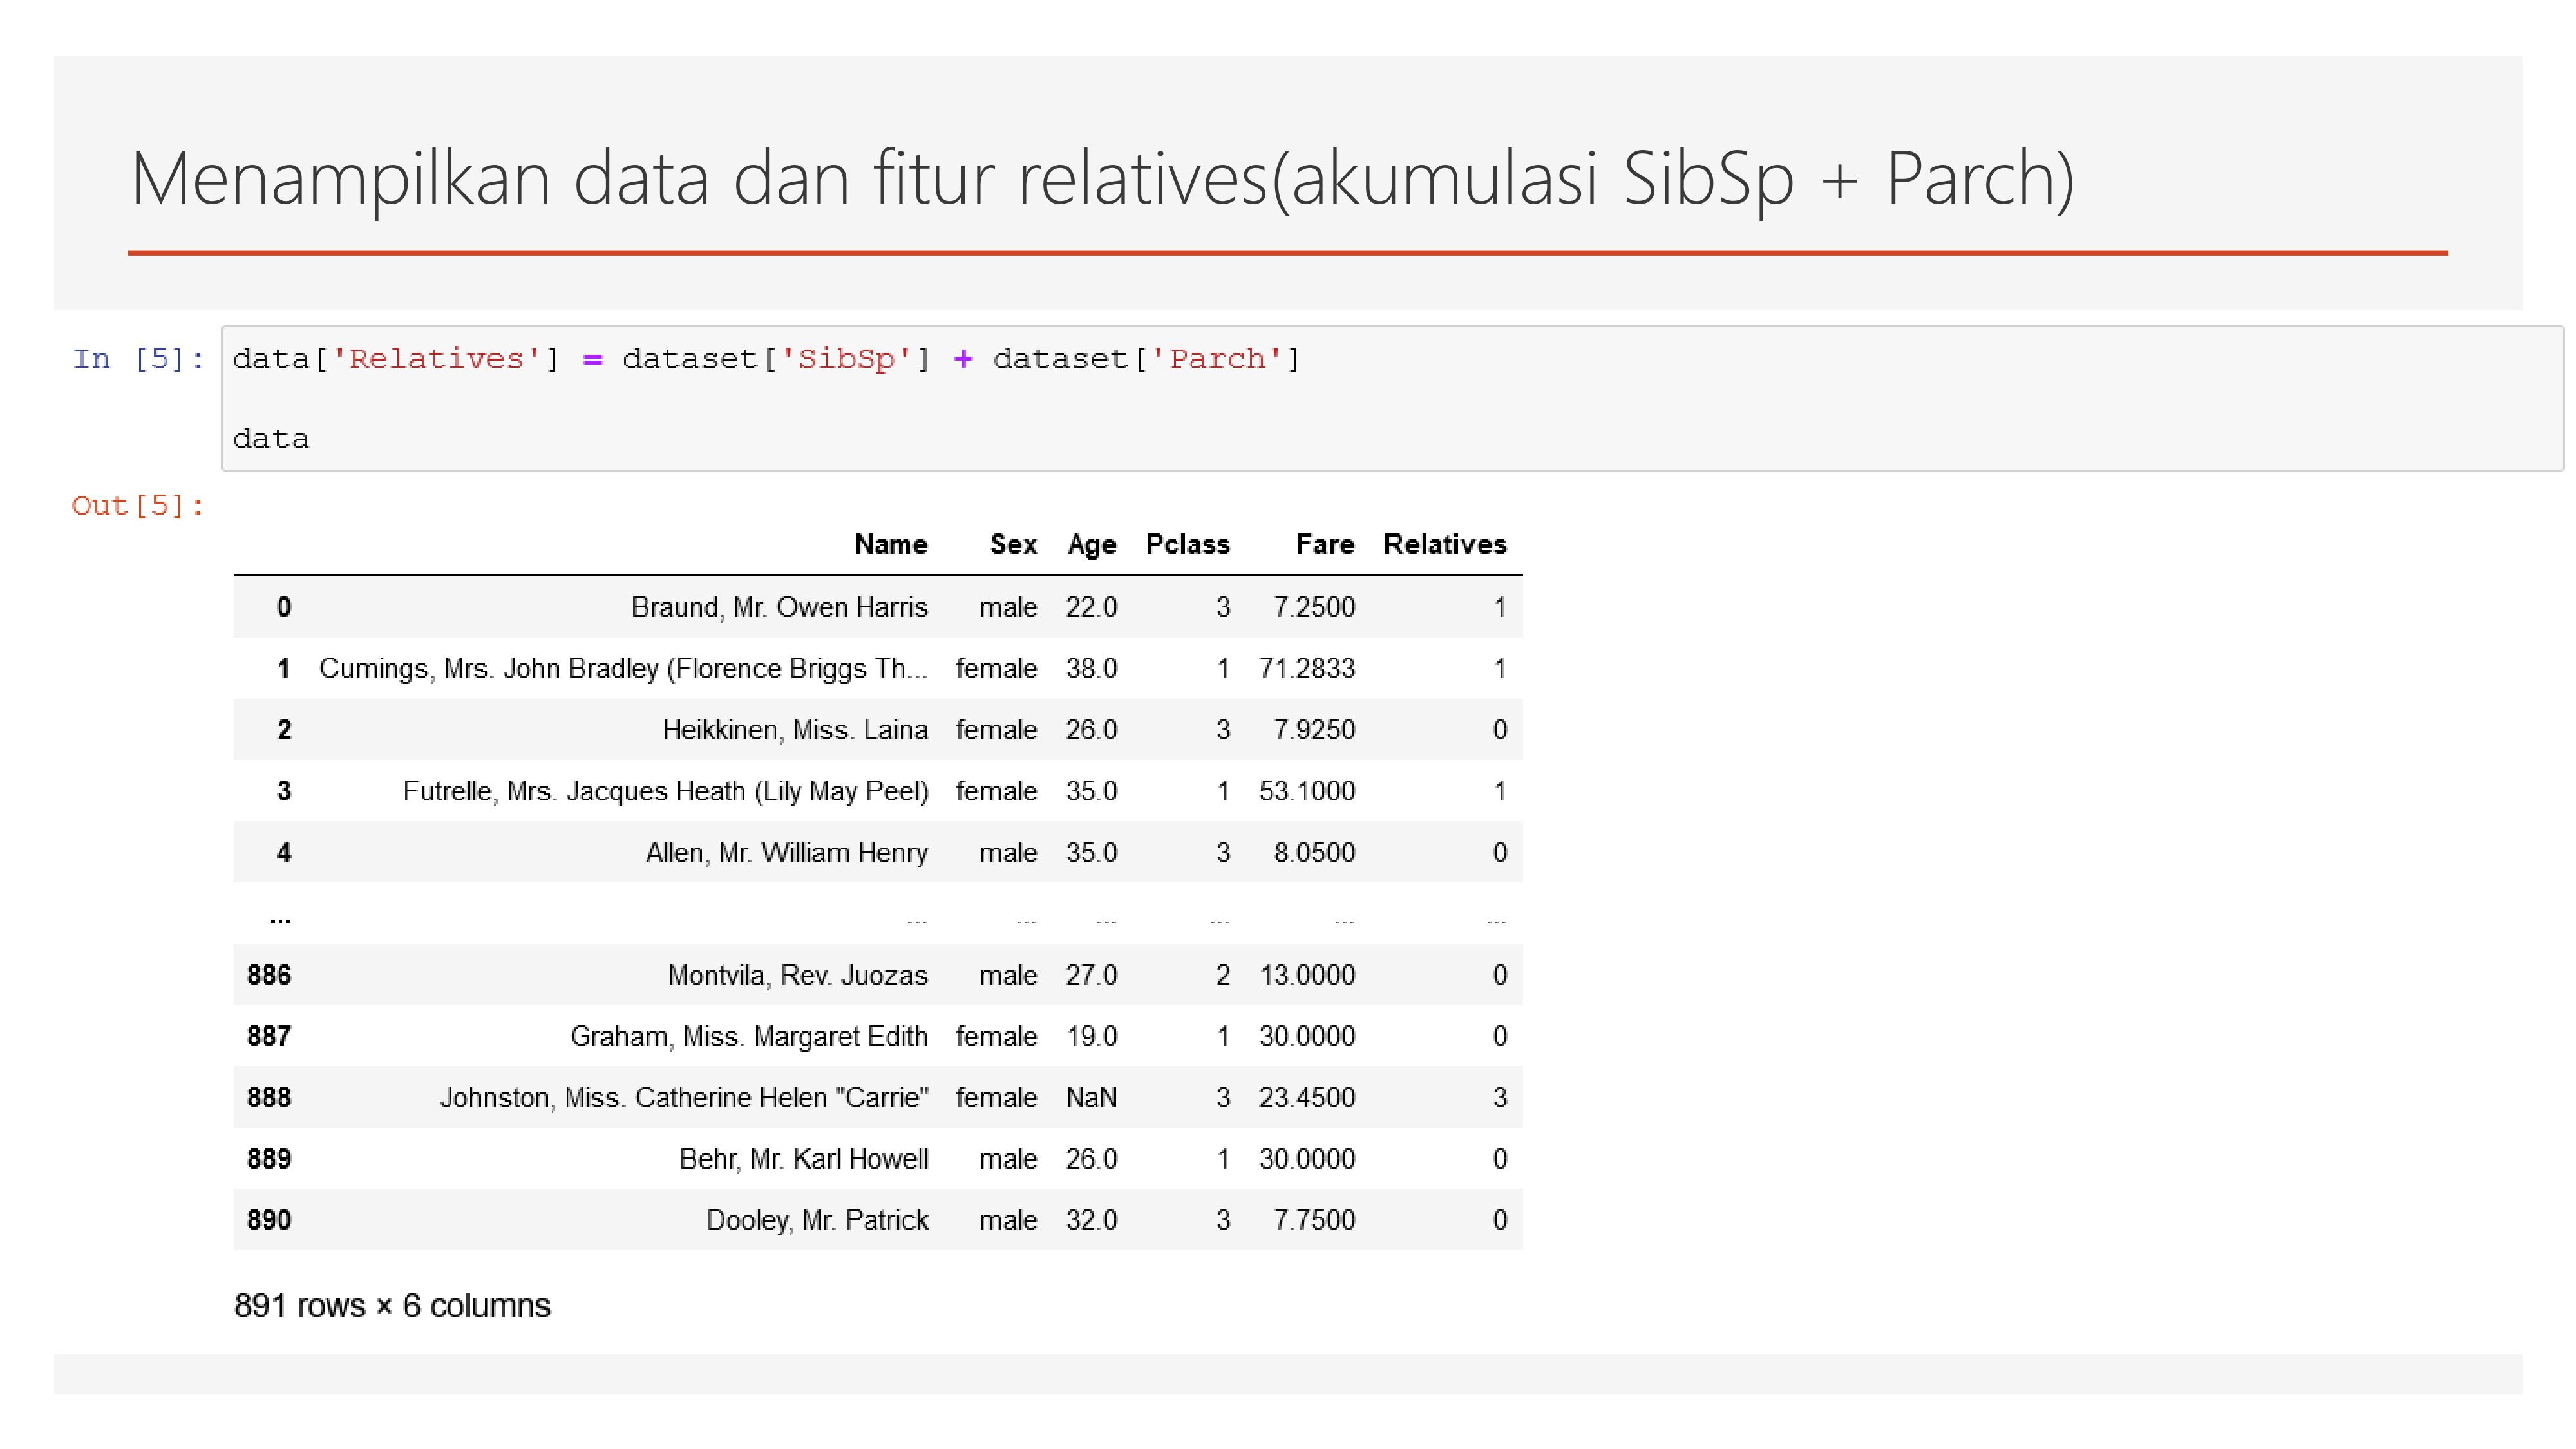 Menampilkan data dan fitur relatives(akumulasi SibSp + Parch)
In [5]: data['Relatives'] = dataset['SibSp'] + dataset['Parch']
data
Out[5]:
Name Sex Age Pclass Fare Relatives
0 Braund, Mr. Owen Harris male 22.0 3 7.2500 1
1 Cumings, Mrs. John Bradley (Florence Briggs Th... female 38.0 1 71.2833 1
2 Heikkinen, Miss. Laina female 26.0 3 7.9250 0
3 Futrelle, Mrs. Jacques Heath (Lily May Peel) female 35.0 1 53.1000 1
4 Allen, Mr. William Henry male 35.0 3 8.0500 0
... ... ... ... ... ... ...
886 Montvila, Rev. Juozas male 27.0 2 13.0000 0
887 Graham, Miss. Margaret Edith female 19.0 1 30.0000 0
888 Johnston, Miss. Catherine Helen "Carrie" female NaN 3 23.4500 3
889 Behr, Mr. Karl Howell male 26.0 1 30.0000 0
890 Dooley, Mr. Patrick male 32.0 3 7.7500 0
891 rows × 6 columns